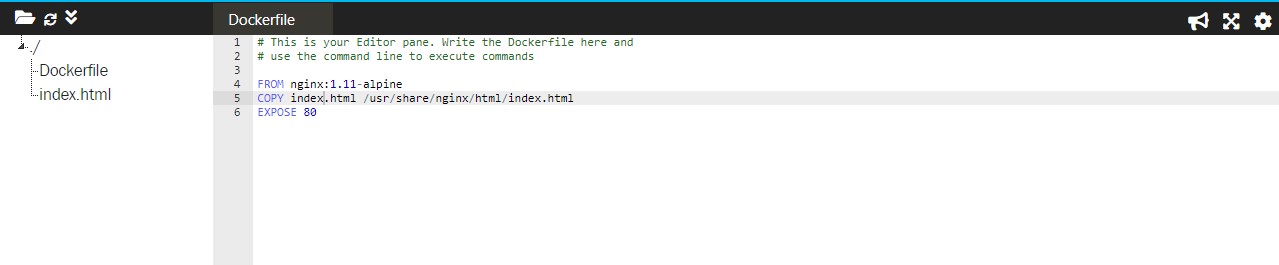 Dockerfile
./
Dockerfile
index.html
1 # This is your Editor pane. Write the Dockerfile here and
2 # use the command line to execute commands
3
4 FROM nginx:1.11-alpine
5 COPY index.html /usr/share/nginx/html/index.html
6 EXPOSE 80